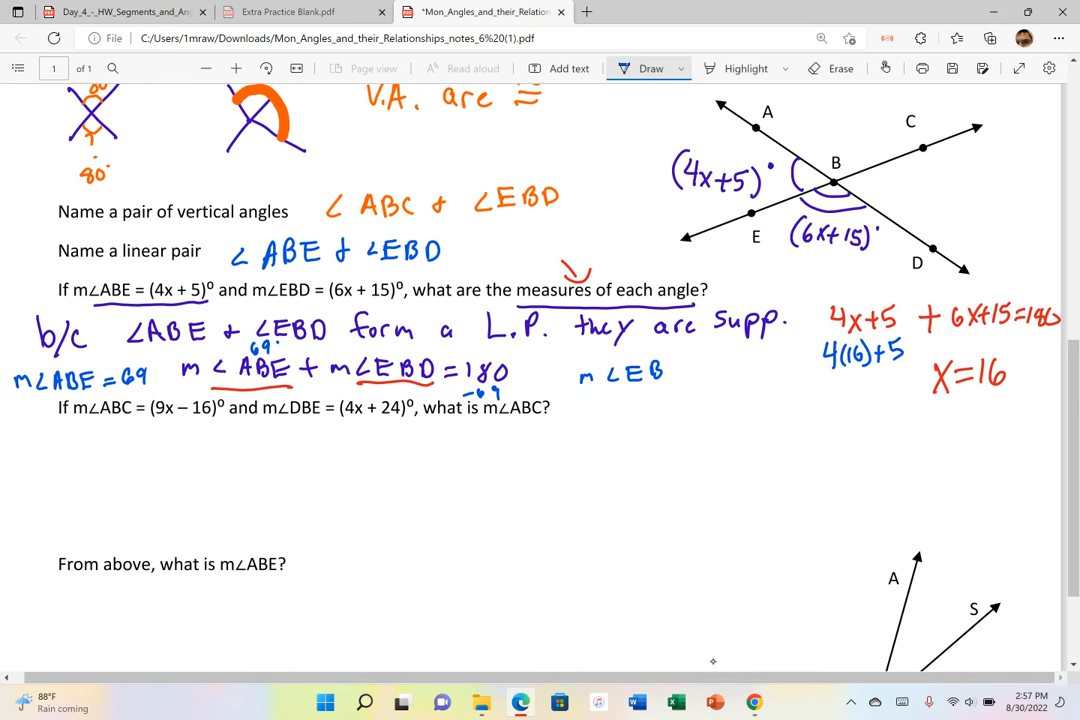 Day_4_-_HW_Segments_and_An
Extra Practice Blank.pdf
*Mon_Angles_and_their_Relation
File
C:/Users/1mraw/Downloads/Mon_Angles_and_their_Relationships_notes_6%20(1).pdf
1 of 1
Page view
Read aloud
Add text
Draw
Highlight
Erase
80°
V.A. are ≅
A
C
B
(4x+5)°
80°
Name a pair of vertical angles ∠ABC & ∠EBD
E
(6x+15)°
Name a linear pair ∠ABE & ∠EBD
D
If m∠ABE = (4x + 5)⁰ and m∠EBD = (6x + 15)⁰, what are the measures of each angle?
b/c ∠ABE & ∠EBD form a L.P. they are supp.
4x+5 + 6x+15=180
69°
4(16)+5
m∠ABE=69
m∠ABE + m∠EBD = 180
m∠EB
x=16
-69
If m∠ABC = (9x – 16)⁰ and m∠DBE = (4x + 24)⁰, what is m∠ABC?
From above, what is m∠ABE?
A
S
88°F
Rain coming
2:57 PM
8/30/2022